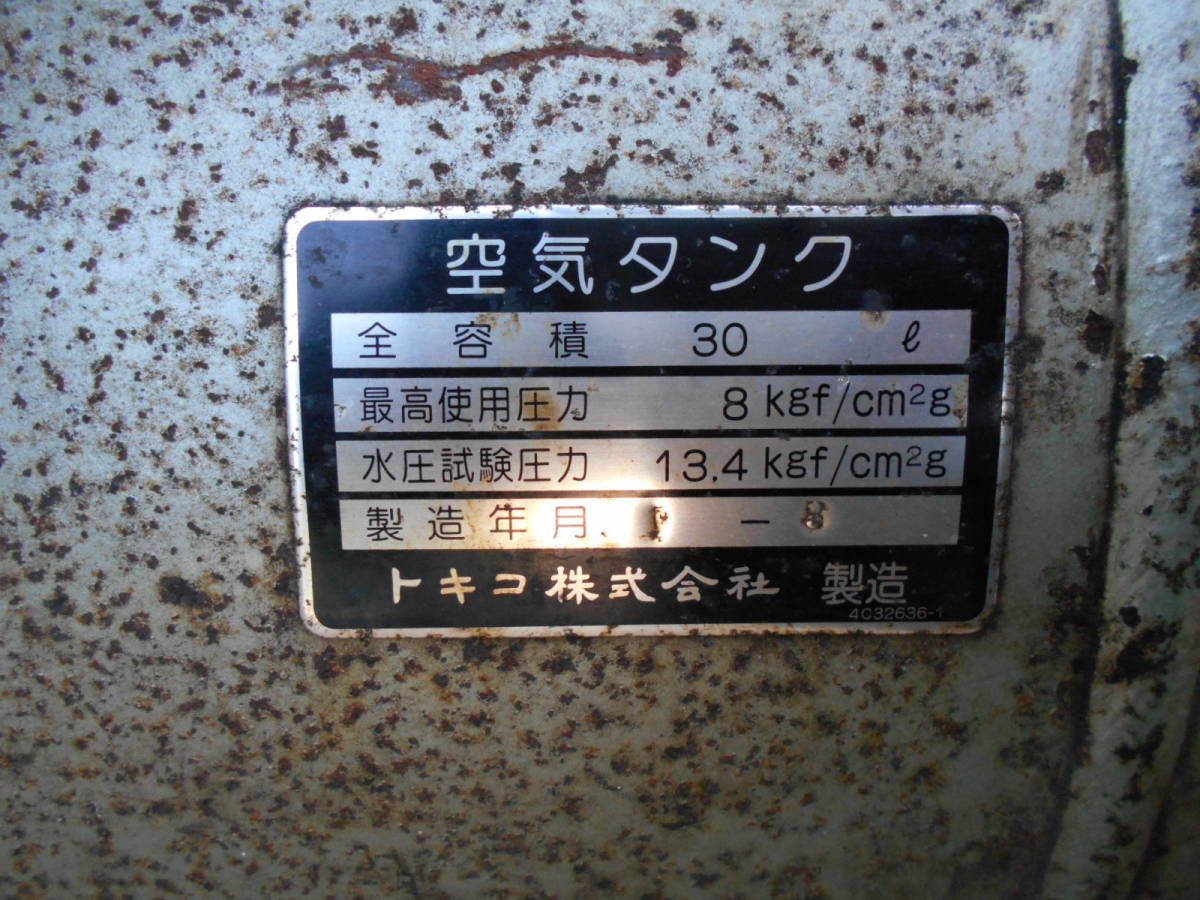 空気タンク
全容積 30 ℓ
最高使用圧力 8 kgf/cm²g
水圧試験圧力 13.4 kgf/cm²g
製造年月 - 8
トキコ株式会社 製造
4C32636-1